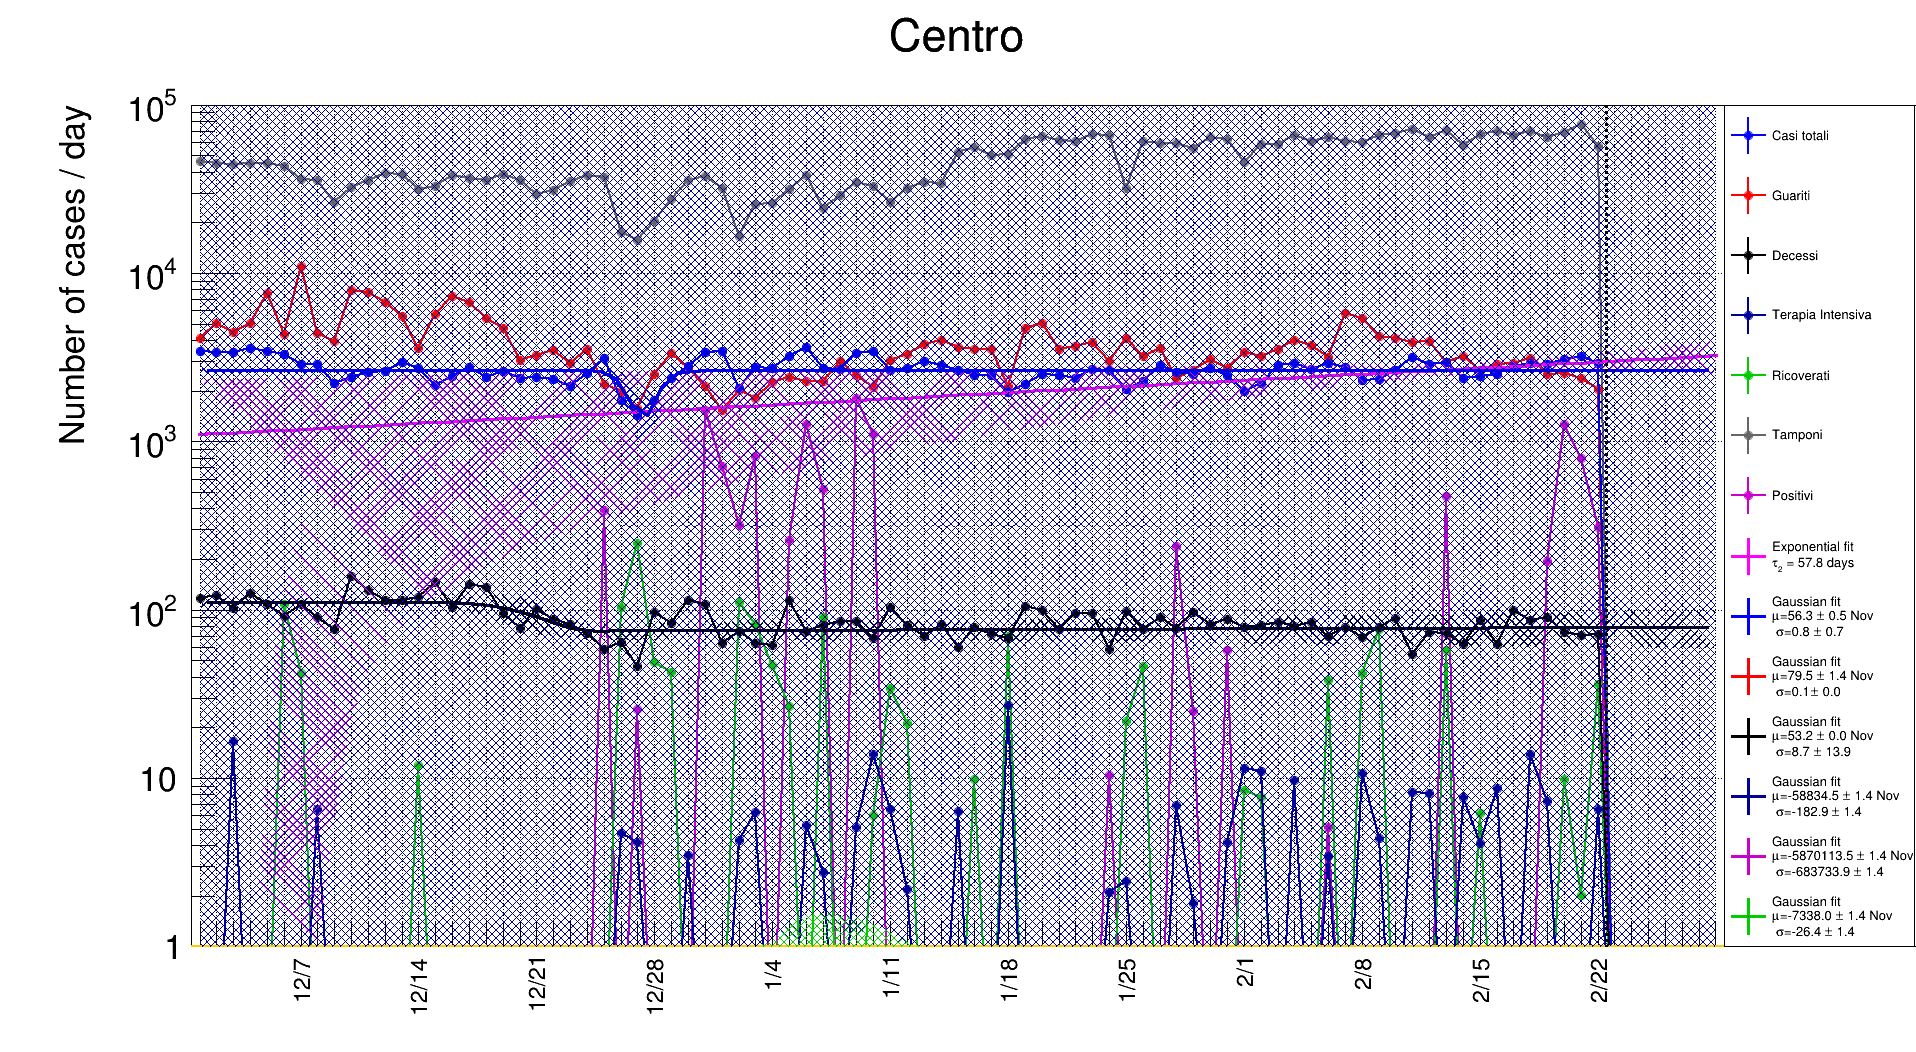 Centro
Number of cases / day
10^5
10^4
10^3
10^2
10
1
12/7
12/14
12/21
12/28
1/4
1/11
1/18
1/25
2/1
2/8
2/15
2/22
Casi totali
Guariti
Decessi
Terapia Intensiva
Ricoverati
Tamponi
Positivi
Exponential fit
τ₂ = 57.8 days
Gaussian fit
μ=56.3 ± 0.5 Nov
σ=0.8 ± 0.7
Gaussian fit
μ=79.5 ± 1.4 Nov
σ=0.1 ± 0.0
Gaussian fit
μ=53.2 ± 0.0 Nov
σ=8.7 ± 13.9
Gaussian fit
μ=-58834.5 ± 1.4 Nov
σ=-182.9 ± 1.4
Gaussian fit
μ=-5870113.5 ± 1.4 Nov
σ=-683733.9 ± 1.4
Gaussian fit
μ=-7338.0 ± 1.4 Nov
σ=-26.4 ± 1.4